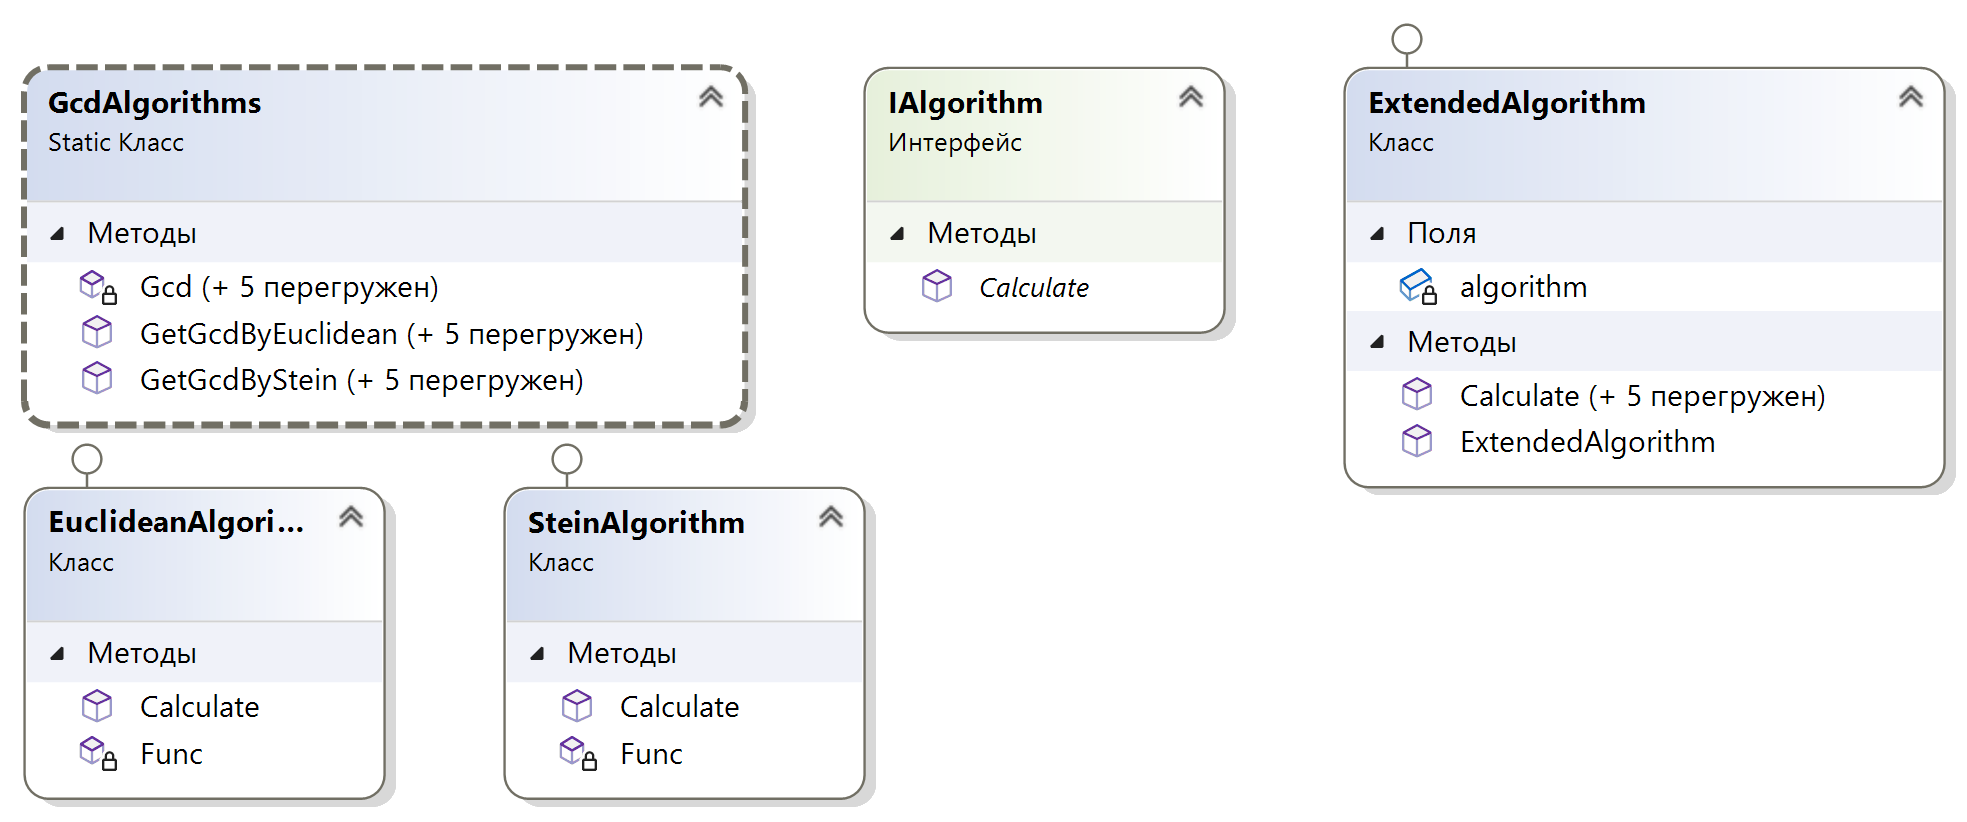 GcdAlgorithms
Static Класс
Методы
Gcd (+ 5 перегружен)
GetGcdByEuclidean (+ 5 перегружен)
GetGcdByStein (+ 5 перегружен)
IAlgorithm
Интерфейс
Методы
Calculate
ExtendedAlgorithm
Класс
Поля
algorithm
Методы
Calculate (+ 5 перегружен)
ExtendedAlgorithm
EuclideanAlgori...
Класс
Методы
Calculate
Func
SteinAlgorithm
Класс
Методы
Calculate
Func